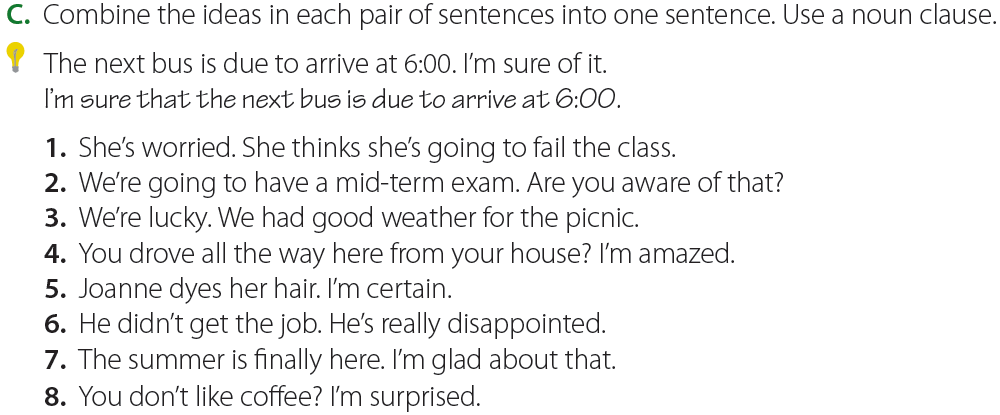 C. Combine the ideas in each pair of sentences into one sentence. Use a noun clause.
The next bus is due to arrive at 6:00. I'm sure of it.
I'm sure that the next bus is due to arrive at 6:00.
1. She's worried. She thinks she's going to fail the class.
2. We're going to have a mid-term exam. Are you aware of that?
3. We're lucky. We had good weather for the picnic.
4. You drove all the way here from your house? I'm amazed.
5. Joanne dyes her hair. I'm certain.
6. He didn't get the job. He's really disappointed.
7. The summer is finally here. I'm glad about that.
8. You don't like coffee? I'm surprised.